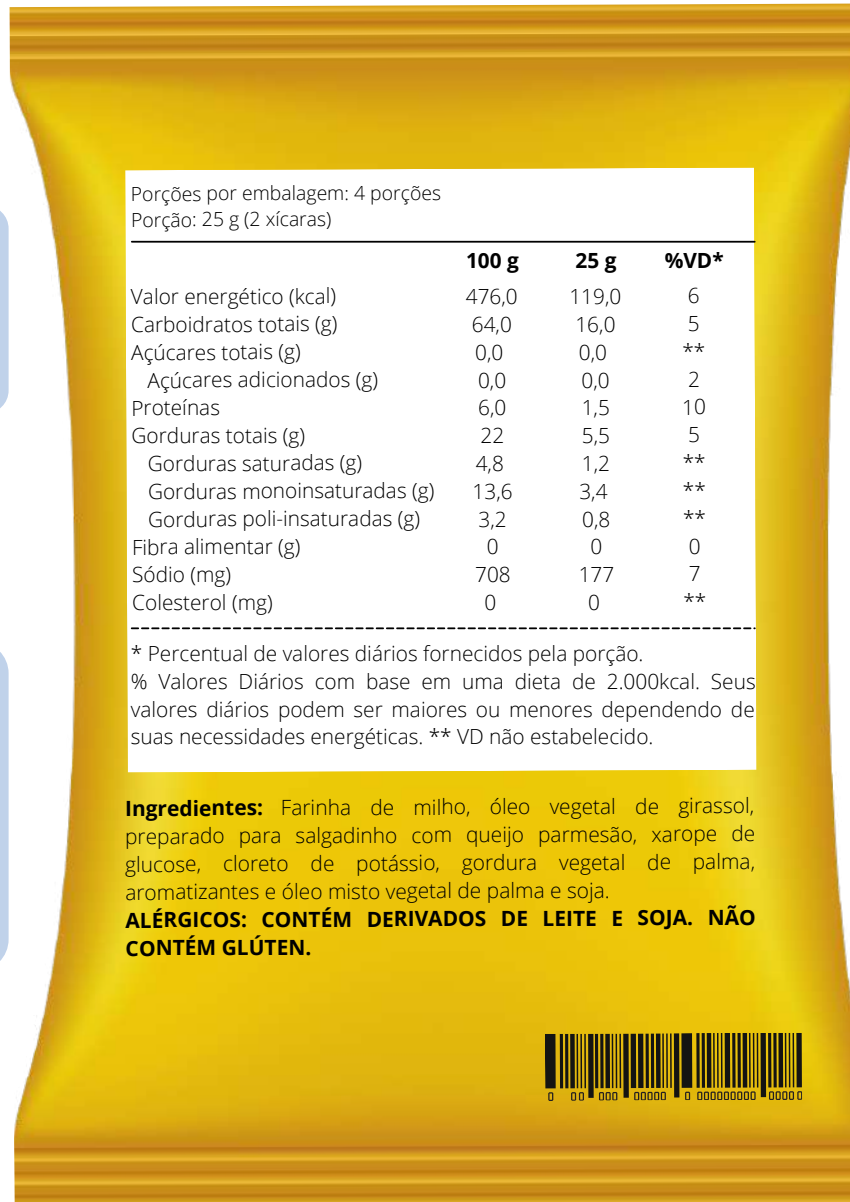 Porções por embalagem: 4 porções
Porção: 25 g (2 xícaras)
100 g 25 g %VD*
Valor energético (kcal) 476,0 119,0 6
Carboidratos totais (g) 64,0 16,0 5
Açúcares totais (g) 0,0 0,0 **
Açúcares adicionados (g) 0,0 0,0 2
Proteínas 6,0 1,5 10
Gorduras totais (g) 22 5,5 5
Gorduras saturadas (g) 4,8 1,2 **
Gorduras monoinsaturadas (g) 13,6 3,4 **
Gorduras poli-insaturadas (g) 3,2 0,8 **
Fibra alimentar (g) 0 0 0
Sódio (mg) 708 177 7
Colesterol (mg) 0 0 **
* Percentual de valores diários fornecidos pela porção.
% Valores Diários com base em uma dieta de 2.000kcal. Seus
valores diários podem ser maiores ou menores dependendo de
suas necessidades energéticas. ** VD não estabelecido.
Ingredientes: Farinha de milho, óleo vegetal de girassol,
preparado para salgadinho com queijo parmesão, xarope de
glucose, cloreto de potássio, gordura vegetal de palma,
aromatizantes e óleo misto vegetal de palma e soja.
ALÉRGICOS: CONTÉM DERIVADOS DE LEITE E SOJA. NÃO
CONTÉM GLÚTEN.
0 00 000 00000 0 000000000 00000